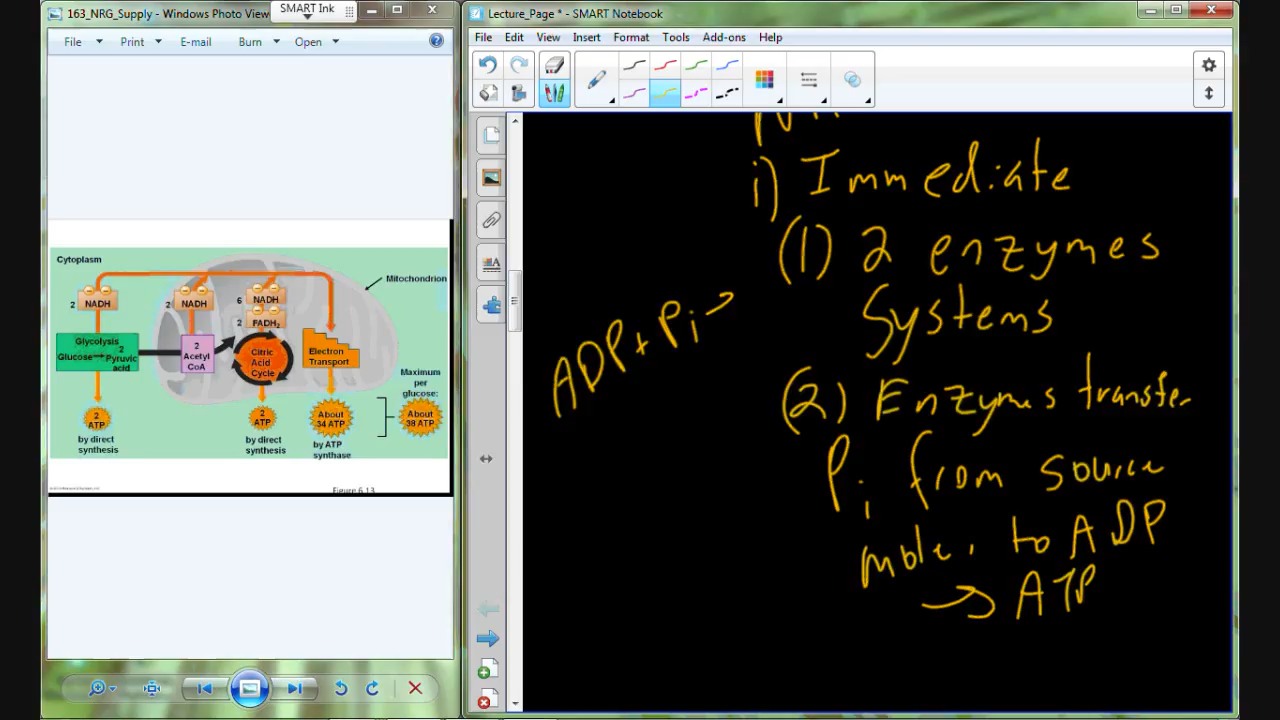 163_NRG_Supply - Windows Photo View
SMART Ink
File Print E-mail Burn Open
Cytoplasm
Mitochondrion
2 NADH
2 NADH
6 NADH
2 FADH₂
Glycolysis
Glucose → 2 Pyruvic acid
2 Acetyl CoA
Citric Acid Cycle
Electron Transport
Maximum per glucose:
2 ATP
2 ATP
About 34 ATP
About 38 ATP
by direct synthesis
by direct synthesis
by ATP synthase
Figure 6.13
Lecture_Page * - SMART Notebook
File Edit View Insert Format Tools Add-ons Help
i) Immediate
(1) 2 enzymes
Systems
ADP + Pi →
(2) Enzymes transfer
Pi from source
mole. to ADP
→ ATP